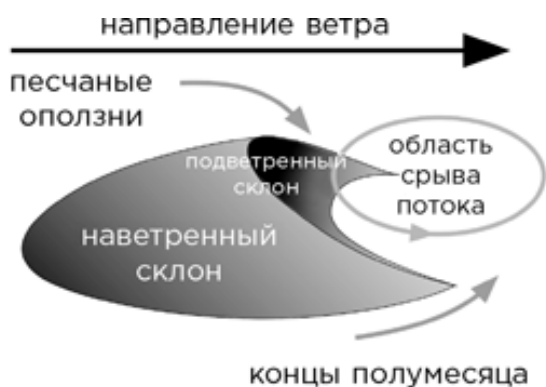 направление ветра
песчаные
оползни
область
срыва
потока
подветренный
склон
наветренный
склон
концы полумесяца